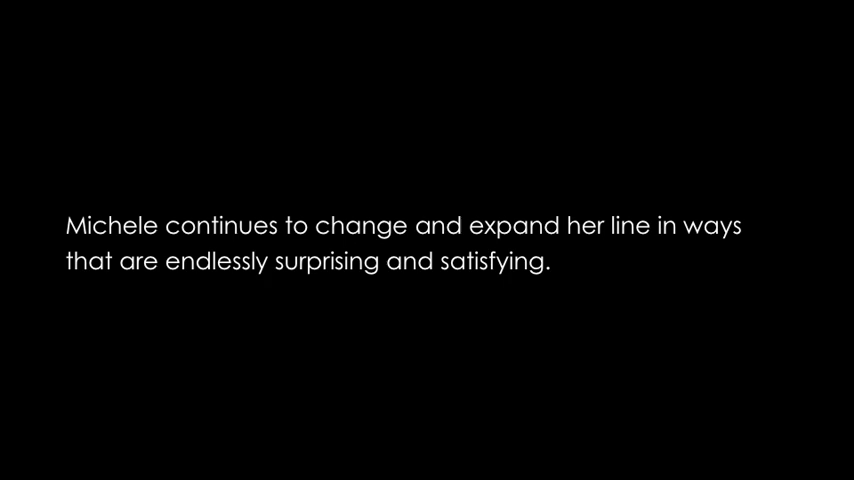 Michele continues to change and expand her line in ways
that are endlessly surprising and satisfying.